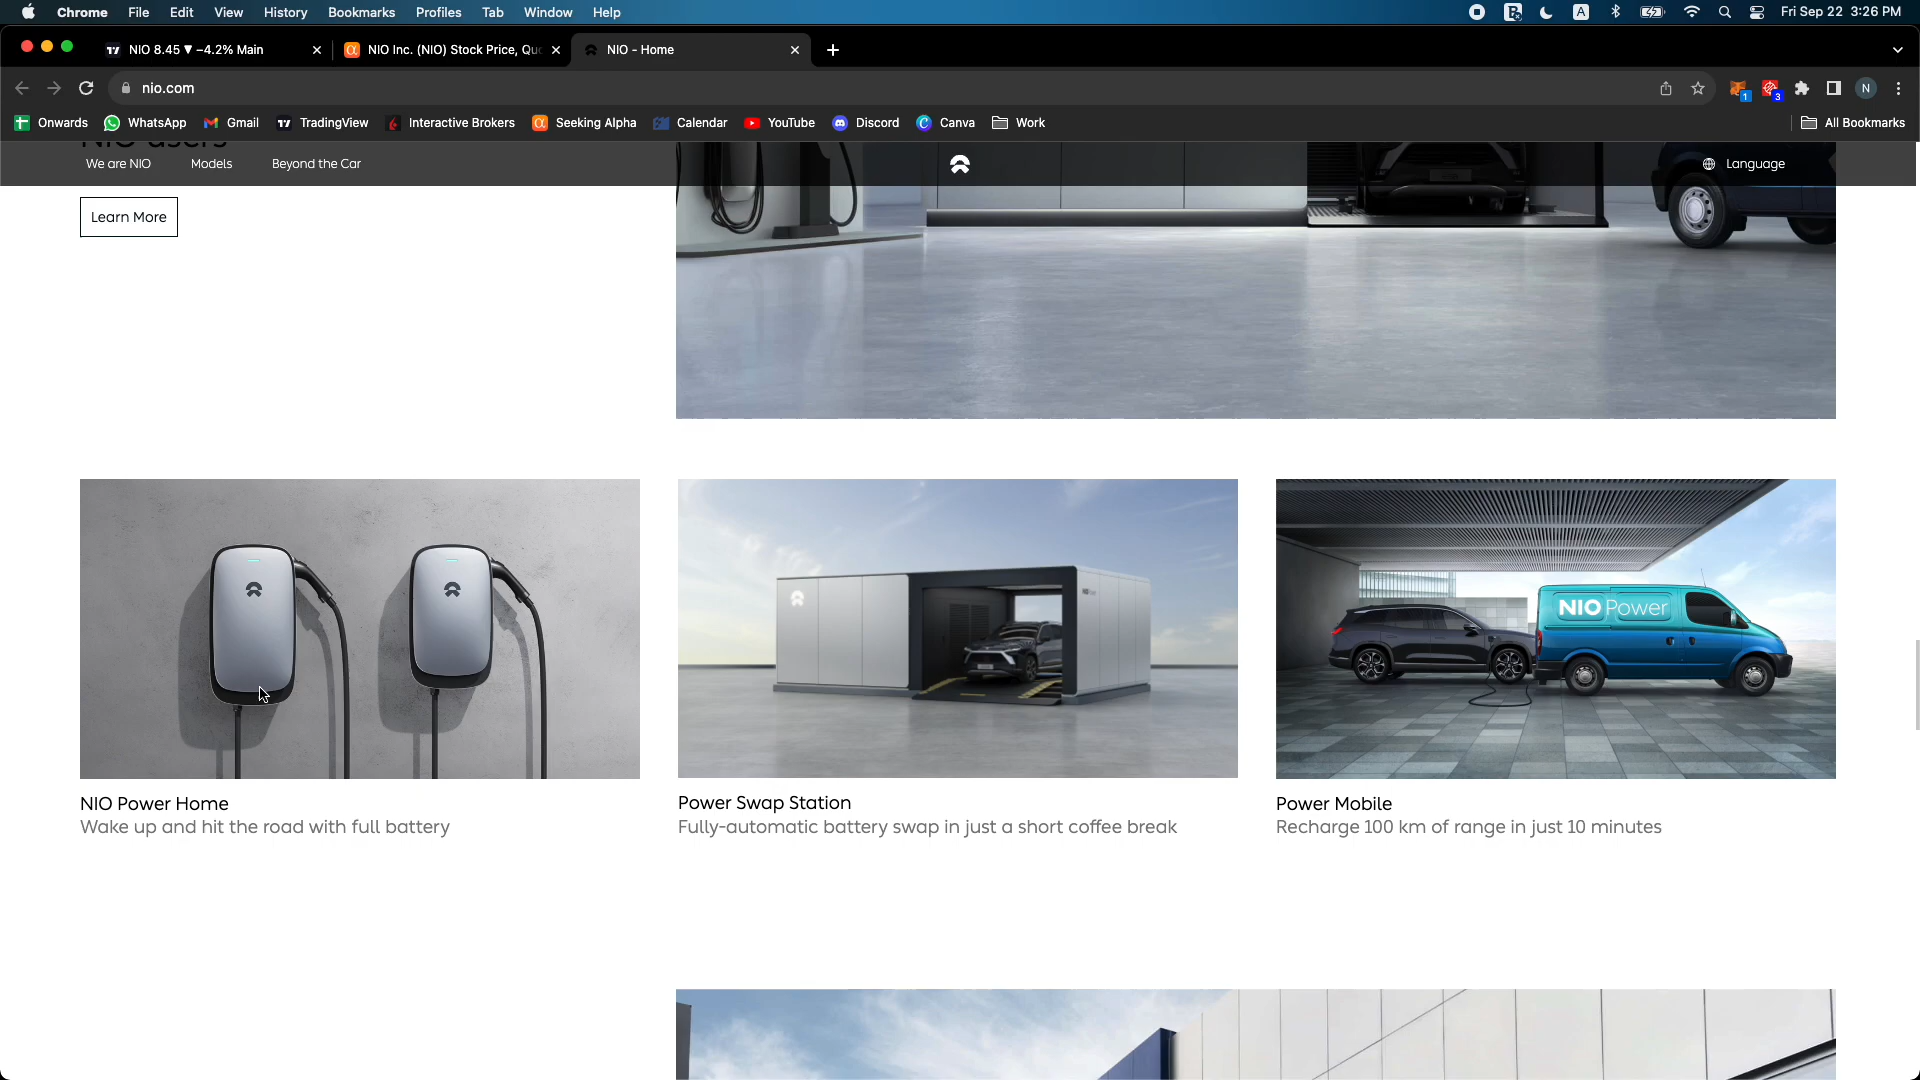 Chrome File Edit View History Bookmarks Profiles Tab Window Help
Fri Sep 22 3:26 PM
NIO 8.45 ▼ −4.2% Main
NIO Inc. (NIO) Stock Price, Qu
NIO - Home
nio.com
1
3
N
Onwards WhatsApp Gmail TradingView Interactive Brokers Seeking Alpha Calendar YouTube Discord Canva Work
All Bookmarks
NIO users
We are NIO Models Beyond the Car
Language
Learn More
NIO Power
NIO Power Home
Wake up and hit the road with full battery
Power Swap Station
Fully-automatic battery swap in just a short coffee break
Power Mobile
Recharge 100 km of range in just 10 minutes